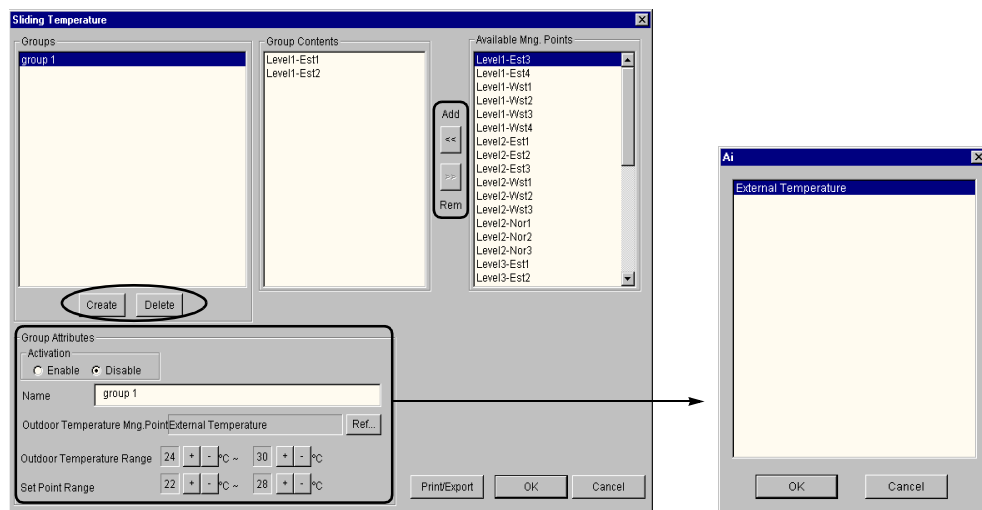 Sliding Temperature
Groups
group 1
Create
Delete
Group Contents
Level1-Est1
Level1-Est2
Add
<<
>>
Rem
Available Mng. Points
Level1-Est3
Level1-Est4
Level1-Wst1
Level1-Wst2
Level1-Wst3
Level1-Wst4
Level2-Est1
Level2-Est2
Level2-Est3
Level2-Wst1
Level2-Wst2
Level2-Wst3
Level2-Nor1
Level2-Nor2
Level2-Nor3
Level3-Est1
Level3-Est2
Group Attributes
Activation
Enable Disable
Name group 1
Outdoor Temperature Mng.Point External Temperature Ref...
Outdoor Temperature Range 24 + - °C ~ 30 + - °C
Set Point Range 22 + - °C ~ 28 + - °C
Print/Export OK Cancel
Ai
External Temperature
OK Cancel